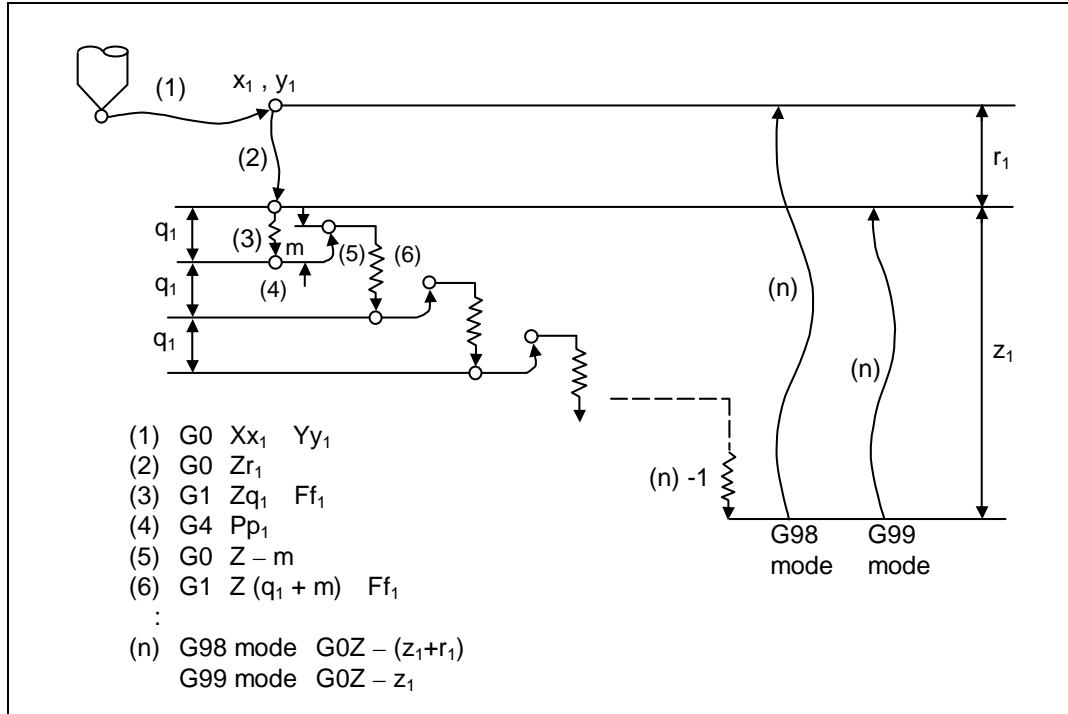 (1)
x₁ , y₁
(2)
r₁
q₁
(3)
m
(5)
(6)
(4)
q₁
q₁
(n)
(n)
z₁
(n) -1
G98
mode
G99
mode
(1) G0 Xx₁ Yy₁
(2) G0 Zr₁
(3) G1 Zq₁ Ff₁
(4) G4 Pp₁
(5) G0 Z – m
(6) G1 Z (q₁ + m) Ff₁
:
(n) G98 mode G0Z – (z₁+r₁)
G99 mode G0Z – z₁